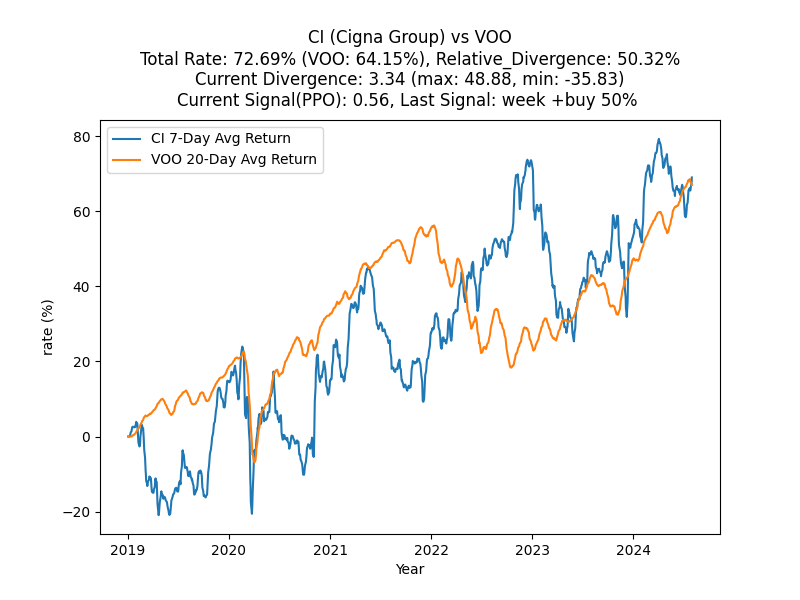 CI (Cigna Group) vs VOO
Total Rate: 72.69% (VOO: 64.15%), Relative_Divergence: 50.32%
Current Divergence: 3.34 (max: 48.88, min: -35.83)
Current Signal(PPO): 0.56, Last Signal: week +buy 50%
CI 7-Day Avg Return
VOO 20-Day Avg Return
80
60
40
20
0
−20
rate (%)
2019 2020 2021 2022 2023 2024
Year